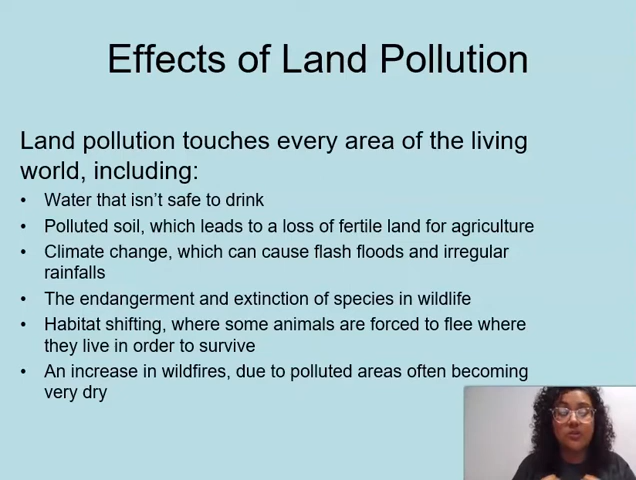 Effects of Land Pollution
Land pollution touches every area of the living
world, including:
• Water that isn't safe to drink
• Polluted soil, which leads to a loss of fertile land for agriculture
• Climate change, which can cause flash floods and irregular
rainfalls
• The endangerment and extinction of species in wildlife
• Habitat shifting, where some animals are forced to flee where
they live in order to survive
• An increase in wildfires, due to polluted areas often becoming
very dry